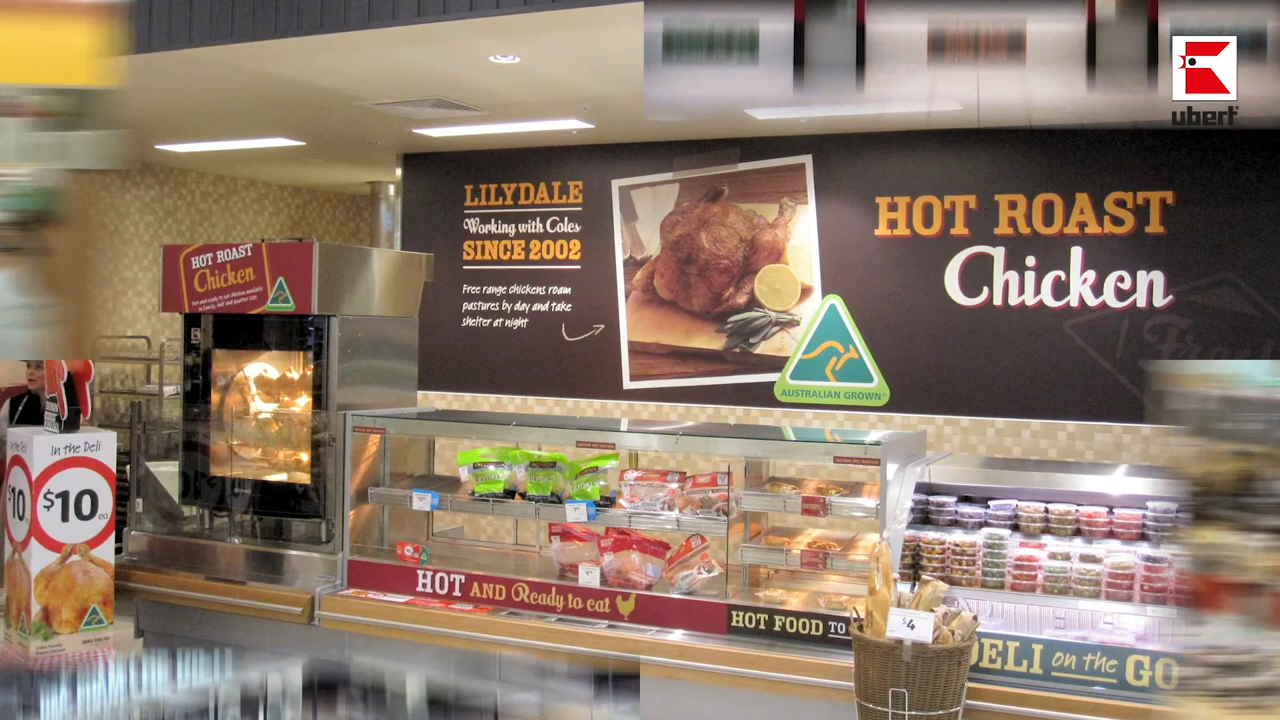 ubert
LILYDALE
Working with Coles
SINCE 2002
Free range chickens roam
pastures by day and take
shelter at night
HOT ROAST
Chicken
AUSTRALIAN GROWN
HOT ROAST
Chicken
In the Deli
$10
$10 ea
HOT AND Ready to eat
HOT FOOD TO
$4
DELI on the GO